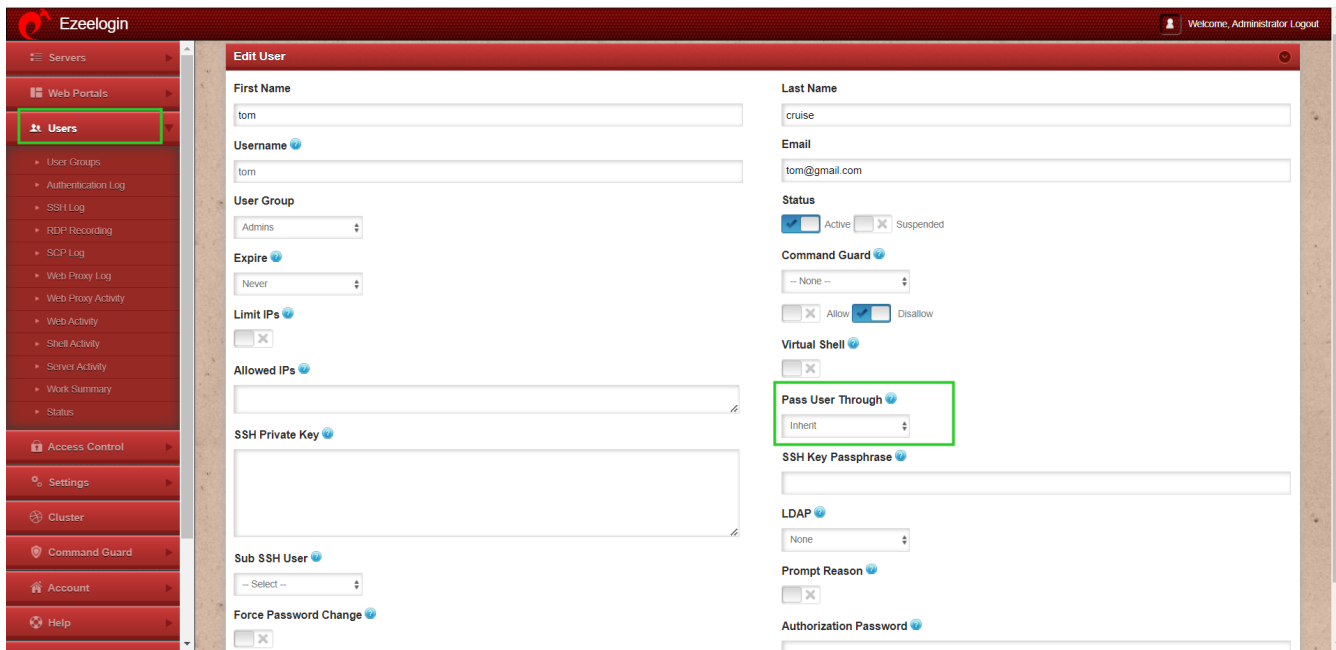 Ezeelogin
Welcome, Administrator Logout
Servers
Web Portals
Users
User Groups
Authentication Log
SSH Log
RDP Recording
SCP Log
Web Proxy Log
Web Proxy Activity
Web Activity
Shell Activity
Server Activity
Work Summary
Status
Access Control
Settings
Cluster
Command Guard
Account
Help
Edit User
First Name
tom
Last Name
cruise
Username
tom
Email
tom@gmail.com
User Group
Admins
Status
Active
Suspended
Expire
Never
Command Guard
-- None --
Allow
Disallow
Limit IPs
Virtual Shell
Allowed IPs
Pass User Through
Inherit
SSH Private Key
SSH Key Passphrase
LDAP
None
Sub SSH User
-- Select --
Prompt Reason
Force Password Change
Authorization Password